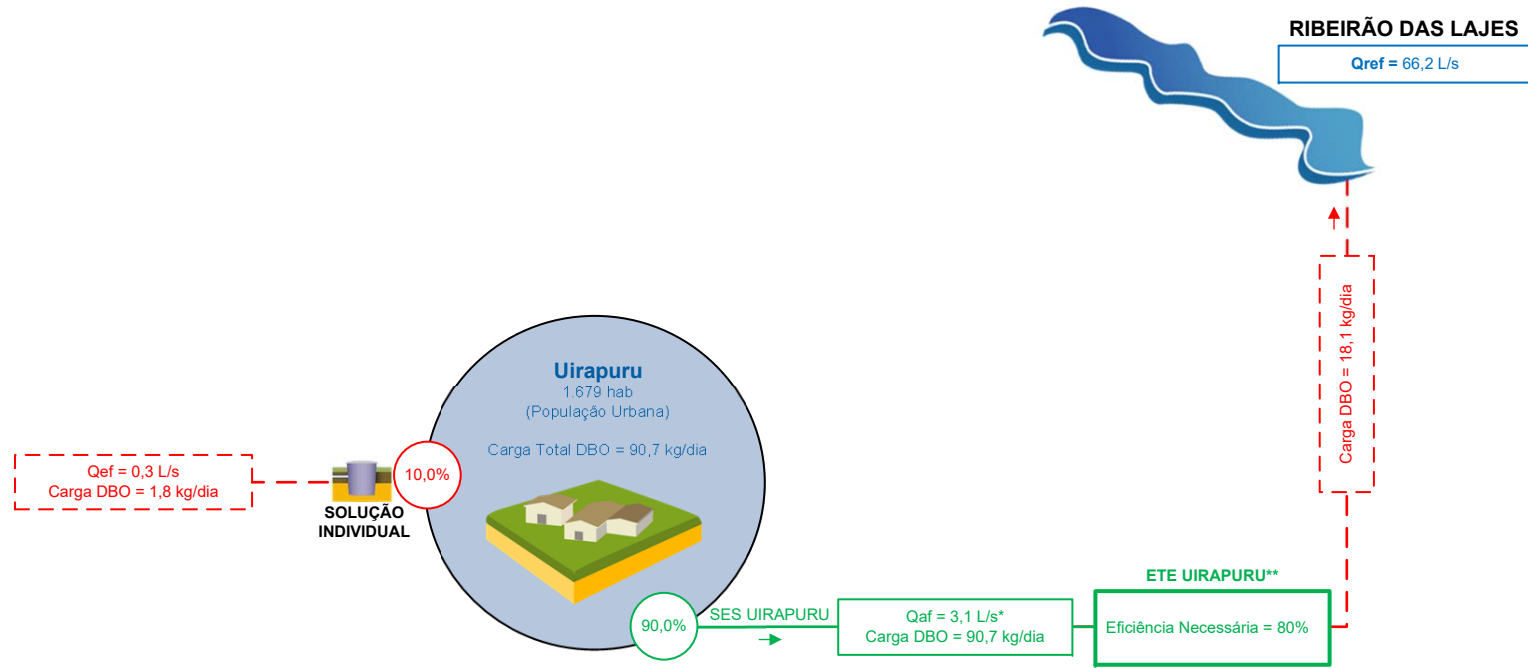 RIBEIRÃO DAS LAJES
Qref = 66,2 L/s
Carga DBO = 18,1 kg/dia
Uirapuru
1.679 hab
(População Urbana)
Carga Total DBO = 90,7 kg/dia
Qef = 0,3 L/s
Carga DBO = 1,8 kg/dia
10,0%
SOLUÇÃO
INDIVIDUAL
90,0%
SES UIRAPURU
Qaf = 3,1 L/s*
Carga DBO = 90,7 kg/dia
ETE UIRAPURU**
Eficiência Necessária = 80%